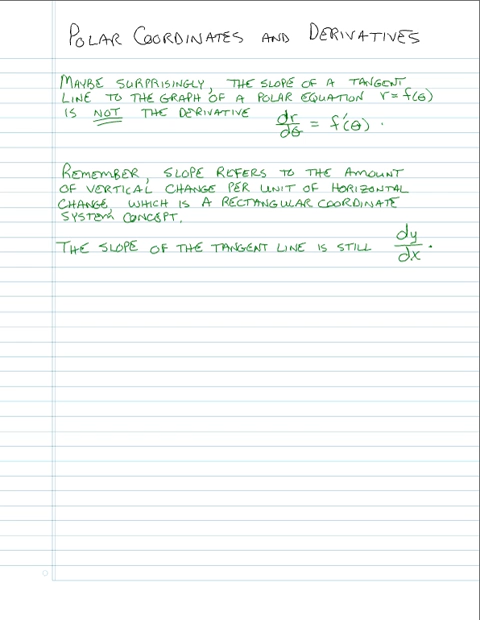 POLAR COORDINATES AND DERIVATIVES
MAYBE SURPRISINGLY, THE SLOPE OF A TANGENT
LINE TO THE GRAPH OF A POLAR EQUATION r = f(θ)
IS NOT THE DERIVATIVE dr/dθ = f'(θ).
REMEMBER, SLOPE REFERS TO THE AMOUNT
OF VERTICAL CHANGE PER UNIT OF HORIZONTAL
CHANGE, WHICH IS A RECTANGULAR COORDINATE
SYSTEM CONCEPT.
THE SLOPE OF THE TANGENT LINE IS STILL dy/dx.